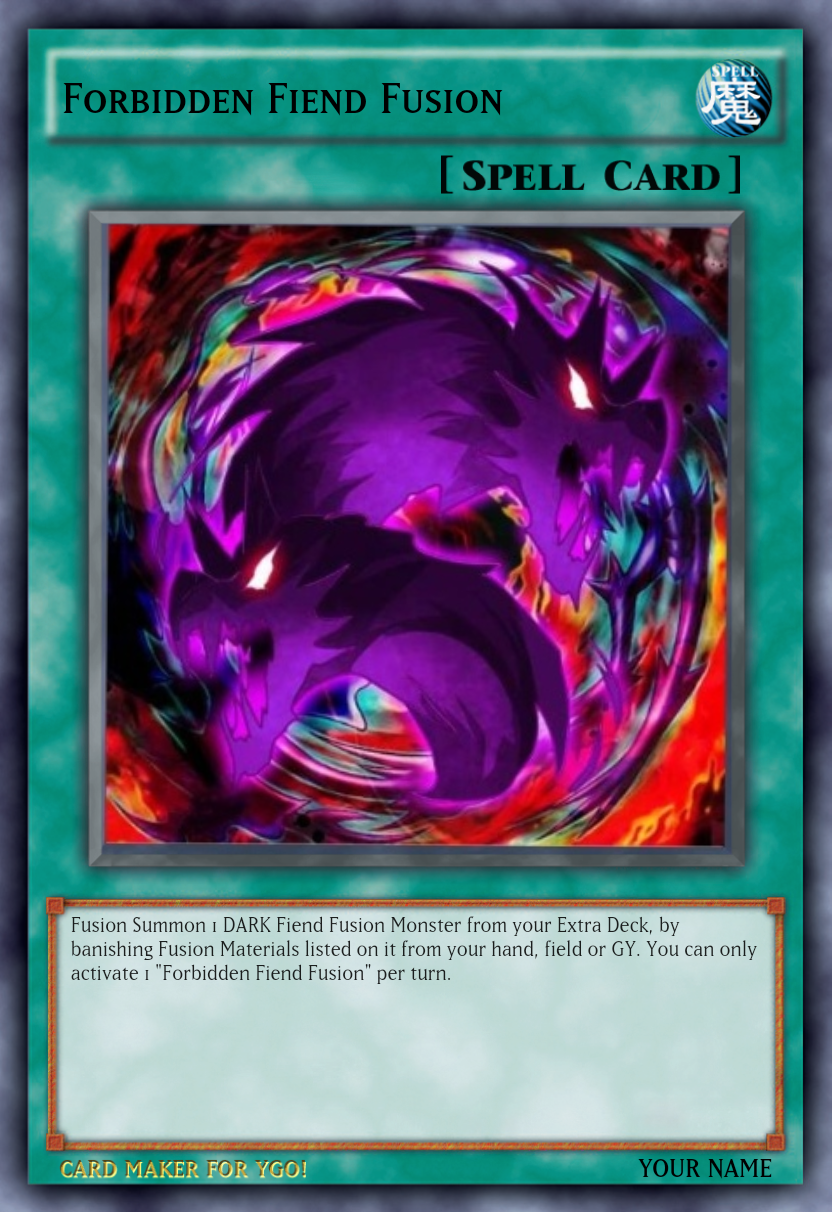 Forbidden Fiend Fusion
SPELL
魔
[Spell Card]
Fusion Summon 1 DARK Fiend Fusion Monster from your Extra Deck, by
banishing Fusion Materials listed on it from your hand, field or GY. You can only
activate 1 "Forbidden Fiend Fusion" per turn.
CARD MAKER FOR YGO!
YOUR NAME